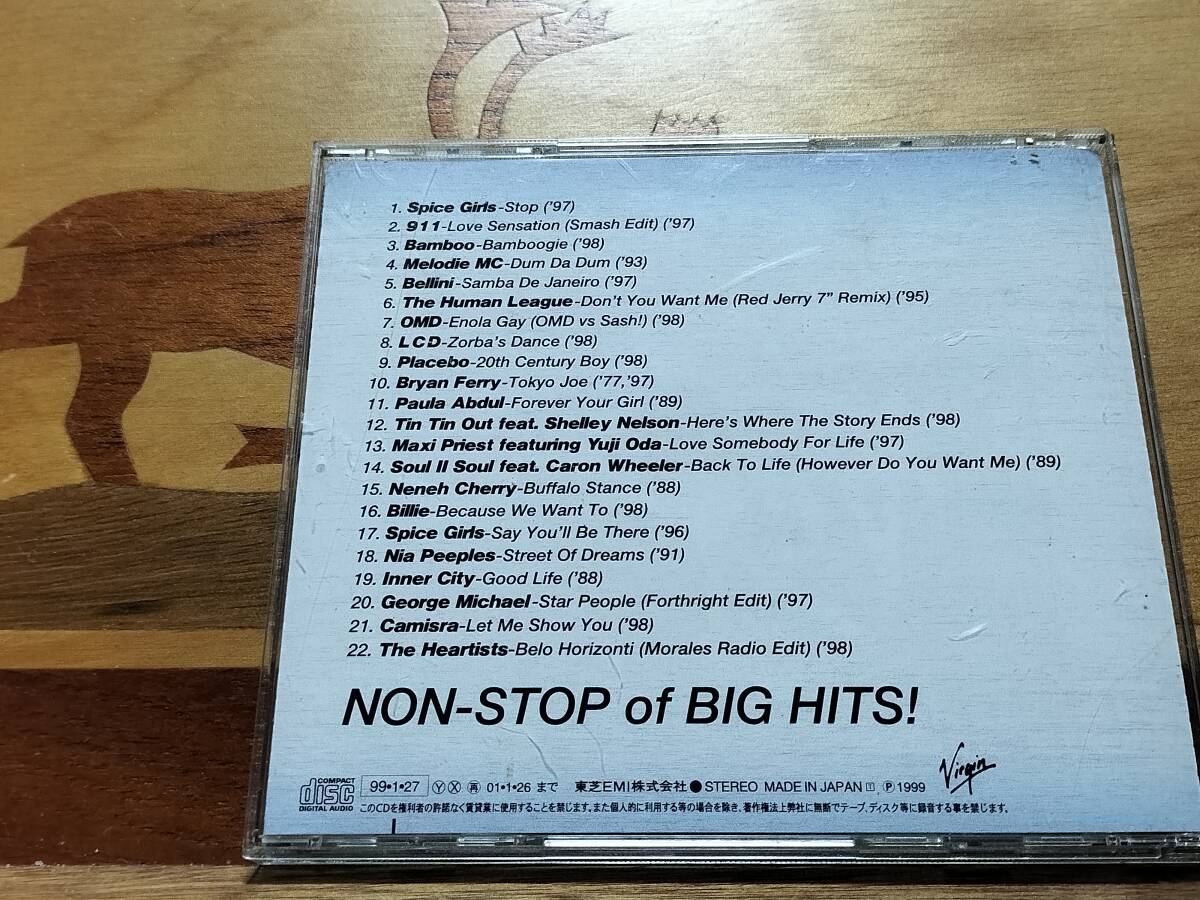 1. Spice Girls-Stop ('97)
2. 911-Love Sensation (Smash Edit) ('97)
3. Bamboo-Bamboogie ('98)
4. Melodie MC-Dum Da Dum ('93)
5. Bellini-Samba De Janeiro ('97)
6. The Human League-Don't You Want Me (Red Jerry 7" Remix) ('95)
7. OMD-Enola Gay (OMD vs Sash!) ('98)
8. LCD-Zorba's Dance ('98)
9. Placebo-20th Century Boy ('98)
10. Bryan Ferry-Tokyo Joe ('77,'97)
11. Paula Abdul-Forever Your Girl ('89)
12. Tin Tin Out feat. Shelley Nelson-Here's Where The Story Ends ('98)
13. Maxi Priest featuring Yuji Oda-Love Somebody For Life ('97)
14. Soul II Soul feat. Caron Wheeler-Back To Life (However Do You Want Me) ('89)
15. Neneh Cherry-Buffalo Stance ('88)
16. Billie-Because We Want To ('98)
17. Spice Girls-Say You'll Be There ('96)
18. Nia Peeples-Street Of Dreams ('91)
19. Inner City-Good Life ('88)
20. George Michael-Star People (Forthright Edit) ('97)
21. Camisra-Let Me Show You ('98)
22. The Heartists-Belo Horizonti (Morales Radio Edit) ('98)
NON-STOP of BIG HITS!
Virgin
COMPACT disc DIGITAL AUDIO
99・1・27 Ⓨ Ⓧ ㊞ 01・1・26 まで 東芝EMI株式会社 ● STEREO MADE IN JAPAN Ⓣ, Ⓟ 1999
このCDを権利者の許諾なく賃貸業に使用することを禁じます。また個人的に利用する等の場合を除き、著作権法上弊社に無断でテープ、ディスク等に録音する事を禁じます。